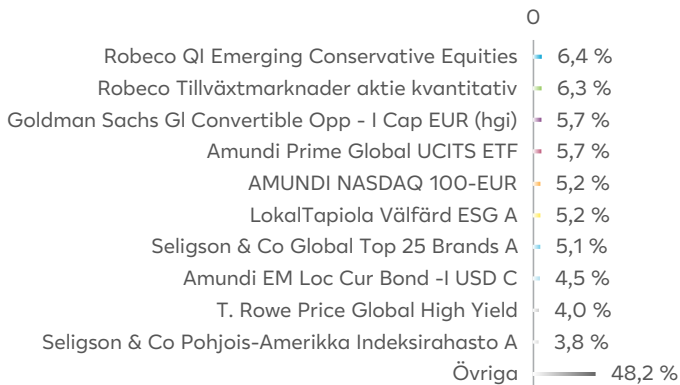 0
Robeco QI Emerging Conservative Equities 6,4 %
Robeco Tillväxtmarknader aktie kvantitativ 6,3 %
Goldman Sachs Gl Convertible Opp - I Cap EUR (hgi) 5,7 %
Amundi Prime Global UCITS ETF 5,7 %
AMUNDI NASDAQ 100-EUR 5,2 %
LokalTapiola Välfärd ESG A 5,2 %
Seligson & Co Global Top 25 Brands A 5,1 %
Amundi EM Loc Cur Bond -I USD C 4,5 %
T. Rowe Price Global High Yield 4,0 %
Seligson & Co Pohjois-Amerikka Indeksirahasto A 3,8 %
Övriga 48,2 %